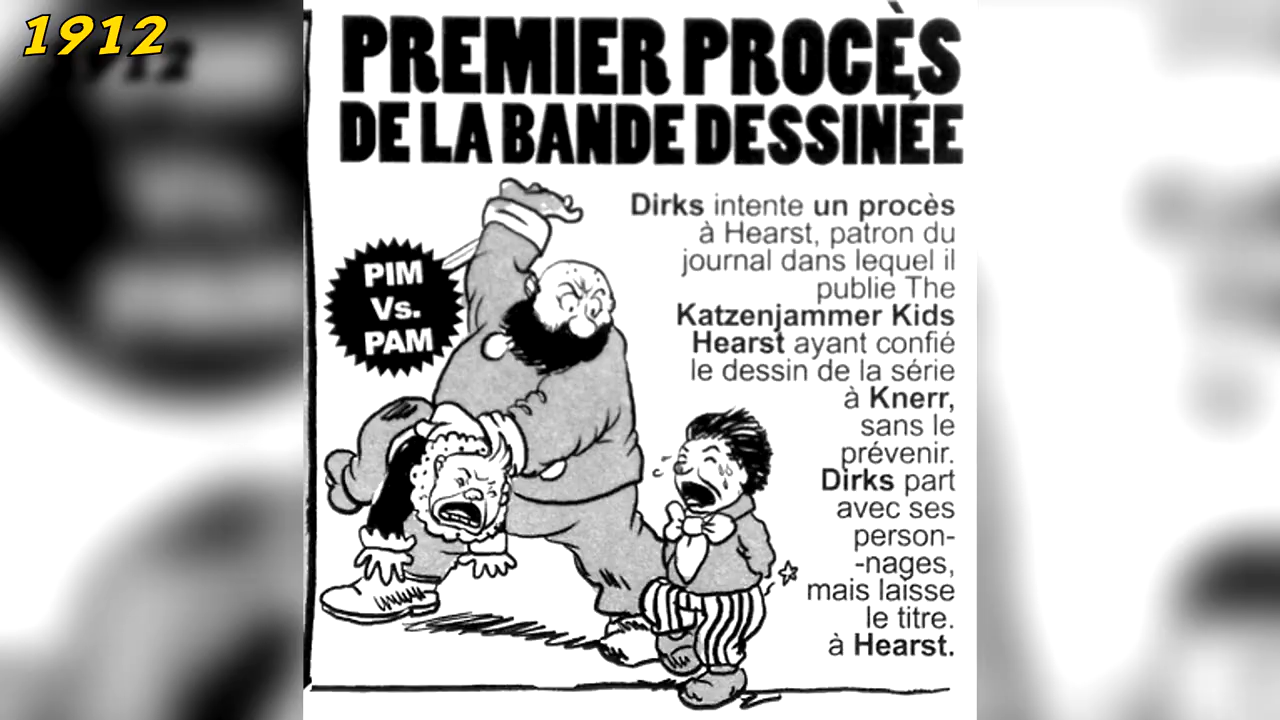 1912
PREMIER PROCÈS
DE LA BANDE DESSINÉE
PIM
Vs.
PAM
Dirks intente un procès
à Hearst, patron du
journal dans lequel il
publie The
Katzenjammer Kids
Hearst ayant confié
le dessin de la série
à Knerr,
sans le
prévenir.
Dirks part
avec ses
person-
-nages,
mais laisse
le titre.
à Hearst.